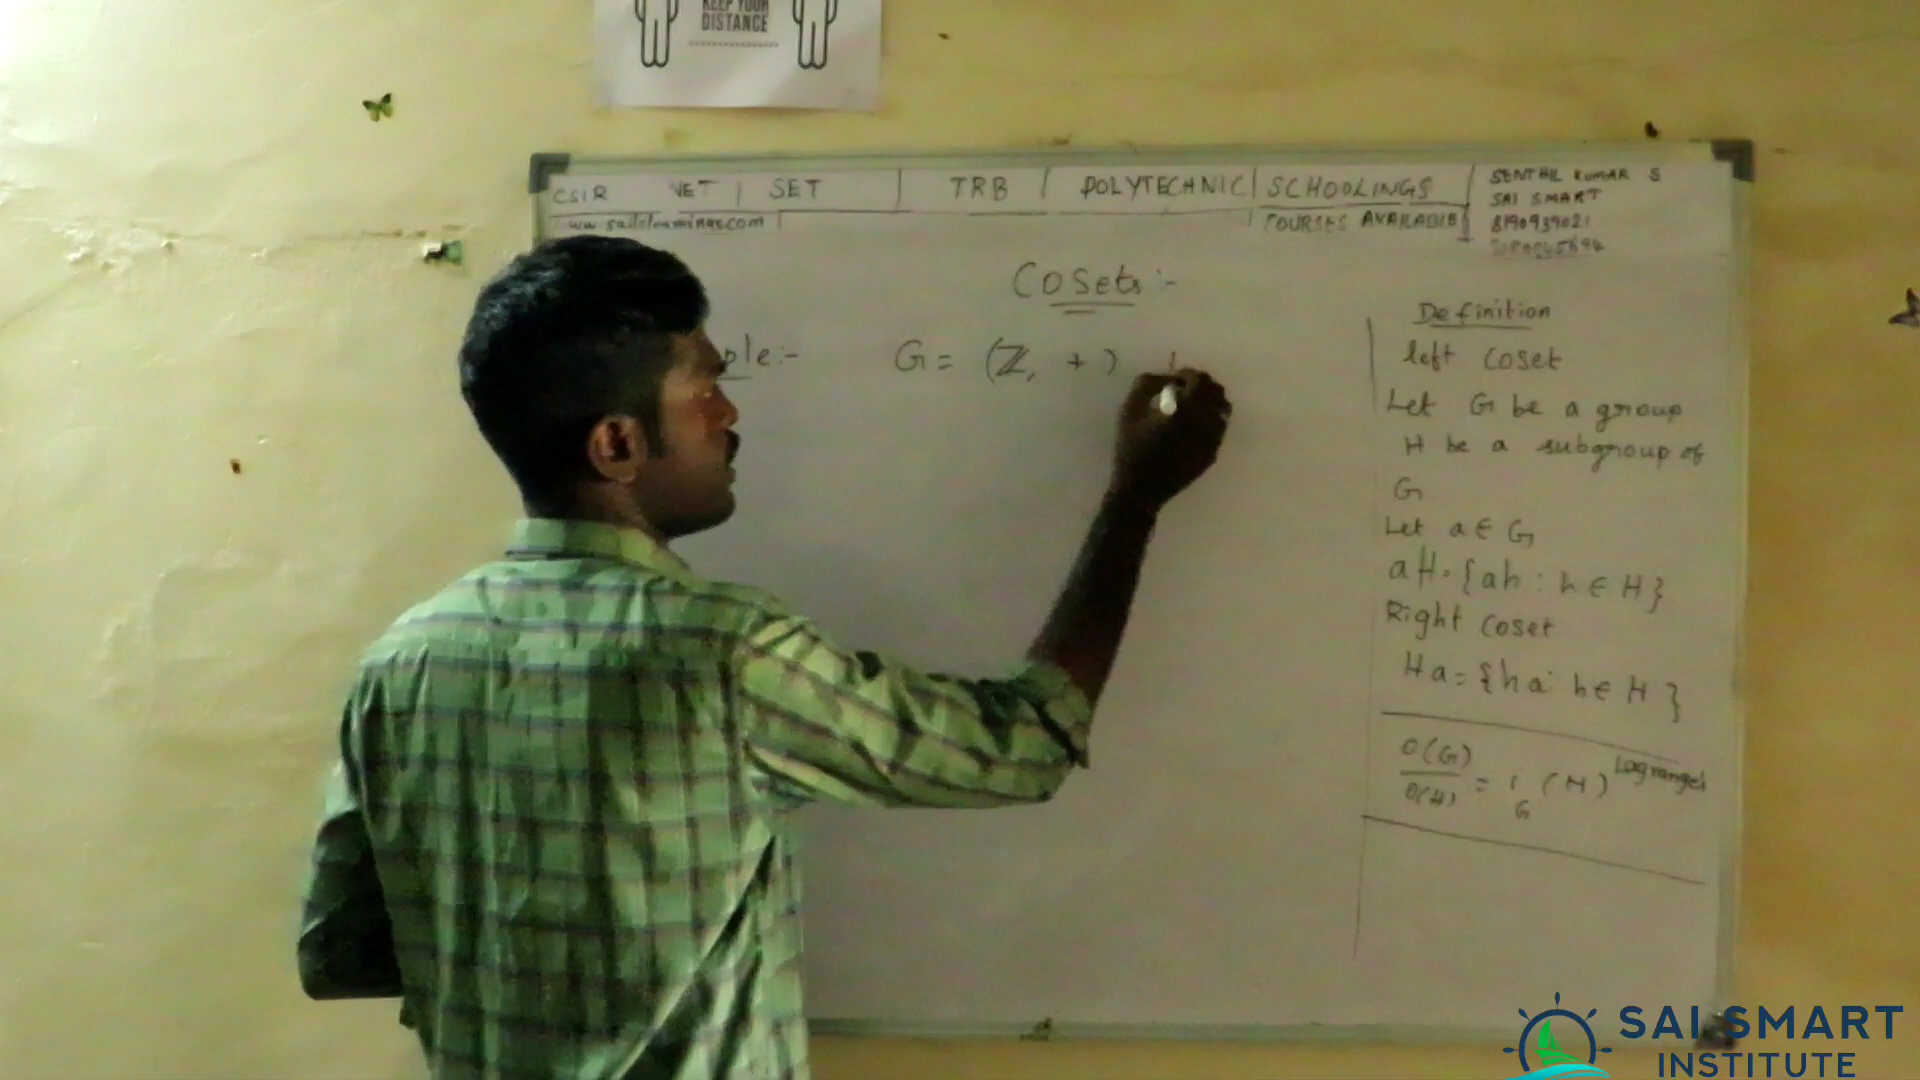 KEEP YOUR
DISTANCE
CSIR NET | SET | TRB | POLYTECHNIC | SCHOOLINGS
COURSES AVAILABLE
SENTHIL KUMAR S
SAI SMART
8190939021
Cosets :-
ple:- G = (Z, + )
Definition
left coset
Let G be a group
H be a subgroup of
G
Let a ∈ G
aH = {ah : h ∈ H}
Right coset
Ha = {ha : h ∈ H }
O(G)
O(H) = i (H) Lagranges
G
SAI SMART
INSTITUTE